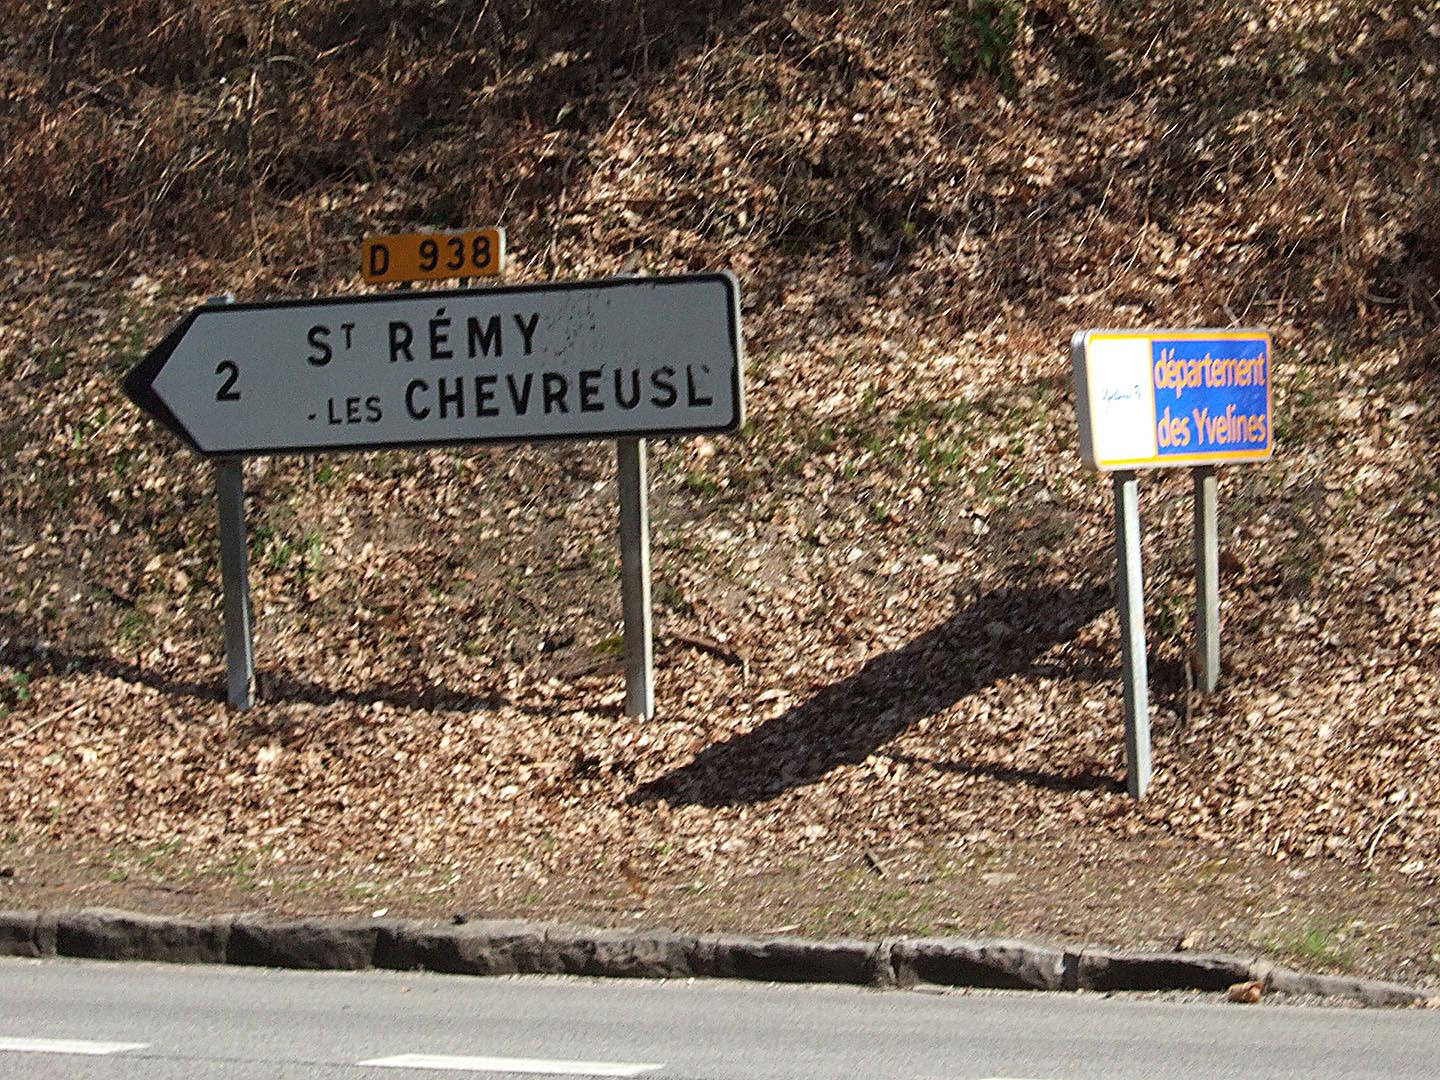 D 938
2
ST RÉMY
-LES CHEVREUSE
département
des Yvelines